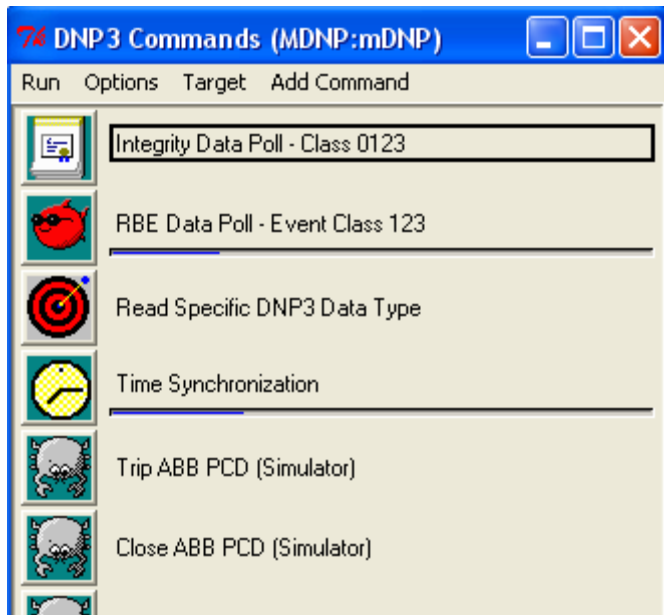 DNP3 Commands (MDNP:mDNP)
Run Options Target Add Command
Integrity Data Poll - Class 0123
RBE Data Poll - Event Class 123
Read Specific DNP3 Data Type
Time Synchronization
Trip ABB PCD (Simulator)
Close ABB PCD (Simulator)